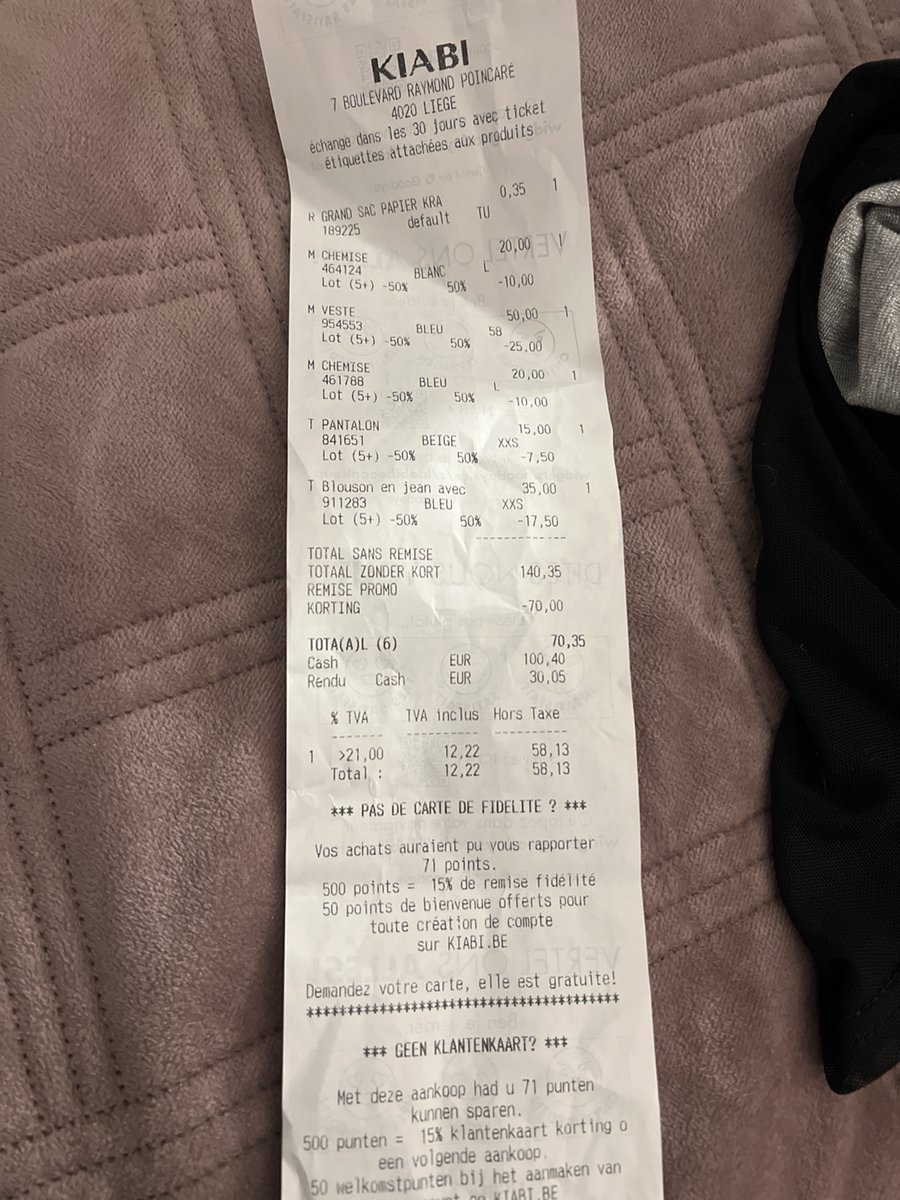 KIABI
7 BOULEVARD RAYMOND POINCARÉ
4020 LIEGE
échange dans les 30 jours avec ticket
étiquettes attachées aux produits
R GRAND SAC PAPIER KRA 0,35 1
189225 default TU
M CHEMISE 20,00 1
464124 BLANC L
Lot (5+) -50% 50% -10,00
M VESTE 50,00 1
954553 BLEU 58
Lot (5+) -50% 50% -25,00
M CHEMISE 20,00 1
461788 BLEU L
Lot (5+) -50% 50% -10,00
T PANTALON 15,00 1
841651 BEIGE XXS
Lot (5+) -50% 50% -7,50
T Blouson en jean avec 35,00 1
911283 BLEU XXS
Lot (5+) -50% 50% -17,50
-------------
TOTAL SANS REMISE
TOTAAL ZONDER KORT 140,35
REMISE PROMO
KORTING -70,00
TOTA(A)L (6) 70,35
Cash EUR 100,40
Rendu Cash EUR 30,05
% TVA TVA inclus Hors Taxe
------- ---------- ----------
1 >21,00 12,22 58,13
Total : 12,22 58,13
*** PAS DE CARTE DE FIDELITE ? ***
Vos achats auraient pu vous rapporter
71 points.
500 points = 15% de remise fidélité
50 points de bienvenue offerts pour
toute création de compte
sur KIABI.BE
Demandez votre carte, elle est gratuite!
****************************************
*** GEEN KLANTENKAART? ***
Met deze aankoop had u 71 punten
kunnen sparen.
500 punten = 15% klantenkaart korting o
een volgende aankoop.
50 welkomstpunten bij het aanmaken van
op KIABI.BE